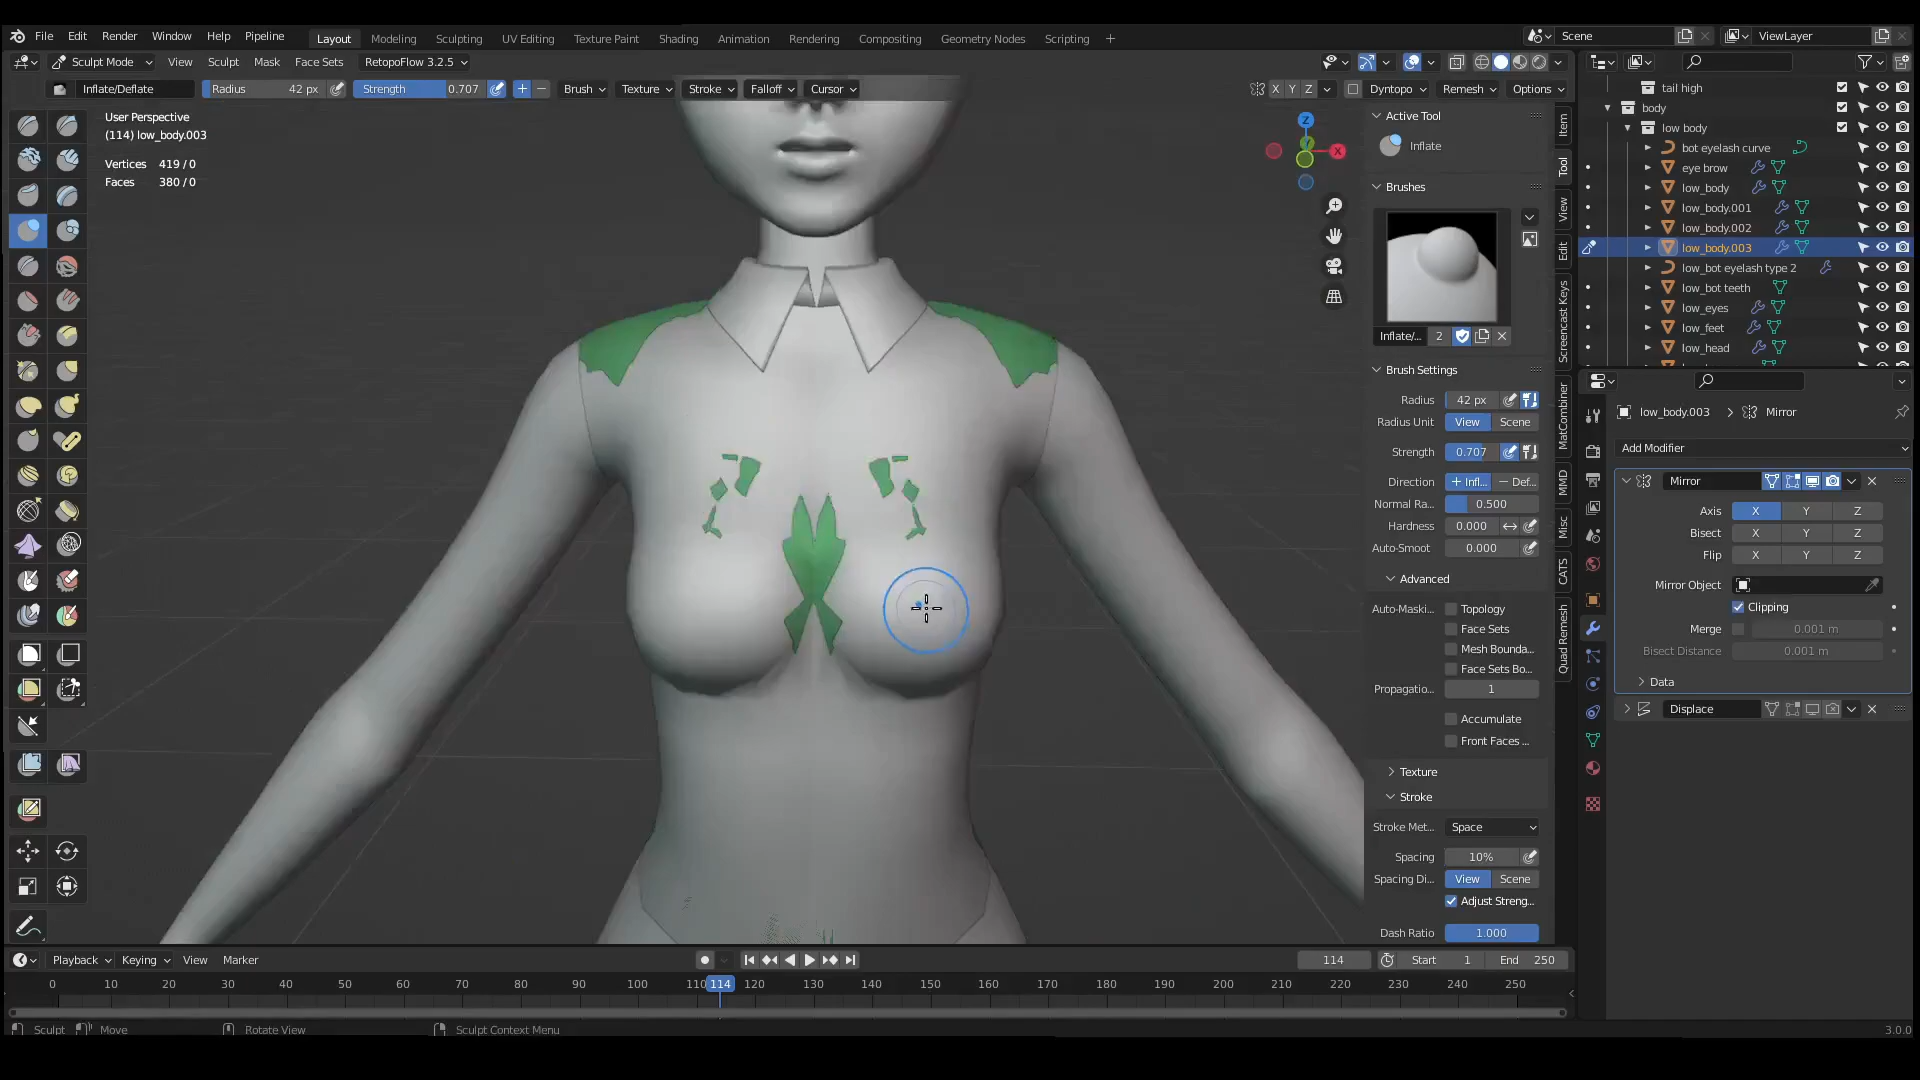 File Edit Render Window Help Pipeline Layout Modeling Sculpting UV Editing Texture Paint Shading Animation Rendering Compositing Geometry Nodes Scripting + Scene ViewLayer
Sculpt Mode View Sculpt Mask Face Sets RetopoFlow 3.2.5
Inflate/Deflate Radius 42 px Strength 0.707 + − Brush Texture Stroke Falloff Cursor X Y Z Dyntopo Remesh Options
User Perspective
(114) low_body.003
Vertices 419 / 0
Faces 380 / 0
Z
X
Active Tool
Inflate
Brushes
Inflate/... 2
Brush Settings
Radius 42 px
Radius Unit View Scene
Strength 0.707
Direction + Infl... − Def...
Normal Ra... 0.500
Hardness 0.000
Auto-Smoot 0.000
Advanced
Auto-Maski... Topology
Face Sets
Mesh Bounda...
Face Sets Bo...
Propagatio... 1
Accumulate
Front Faces ...
Texture
Stroke
Stroke Met... Space
Spacing 10%
Spacing Di... View Scene
Adjust Streng...
Dash Ratio 1.000
Item
Tool
View
Edit
Screencast Keys
MatCombiner
MMD
Misc
CATS
Quad Remesh
tail high
body
low body
bot eyelash curve
eye brow
low_body
low_body.001
low_body.002
low_body.003
low_bot eyelash type 2
low_bot teeth
low_eyes
low_feet
low_head
low_body.003 > Mirror
Add Modifier
Mirror
Axis X Y Z
Bisect X Y Z
Flip X Y Z
Mirror Object
Clipping
Merge 0.001 m
Bisect Distance 0.001 m
Data
Displace
Playback Keying View Marker 114 Start 1 End 250
0 10 20 30 40 50 60 70 80 90 100 110 114 120 130 140 150 160 170 180 190 200 210 220 230 240 250
Sculpt Move Rotate View Sculpt Context Menu 3.0.0